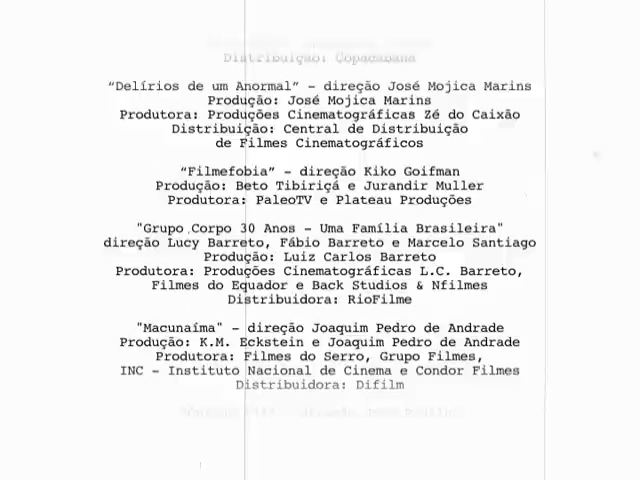 Distribuição: Copacabana
“Delírios de um Anormal” – direção José Mojica Marins
Produção: José Mojica Marins
Produtora: Produções Cinematográficas Zé do Caixão
Distribuição: Central de Distribuição
de Filmes Cinematográficos
“Filmefobia” – direção Kiko Goifman
Produção: Beto Tibiriçá e Jurandir Muller
Produtora: PaleoTV e Plateau Produções
"Grupo Corpo 30 Anos – Uma Família Brasileira"
direção Lucy Barreto, Fábio Barreto e Marcelo Santiago
Produção: Luiz Carlos Barreto
Produtora: Produções Cinematográficas L.C. Barreto,
Filmes do Equador e Back Studios & Nfilmes
Distribuidora: RioFilme
"Macunaíma" – direção Joaquim Pedro de Andrade
Produção: K.M. Eckstein e Joaquim Pedro de Andrade
Produtora: Filmes do Serro, Grupo Filmes,
INC – Instituto Nacional de Cinema e Condor Filmes
Distribuidora: Difilm